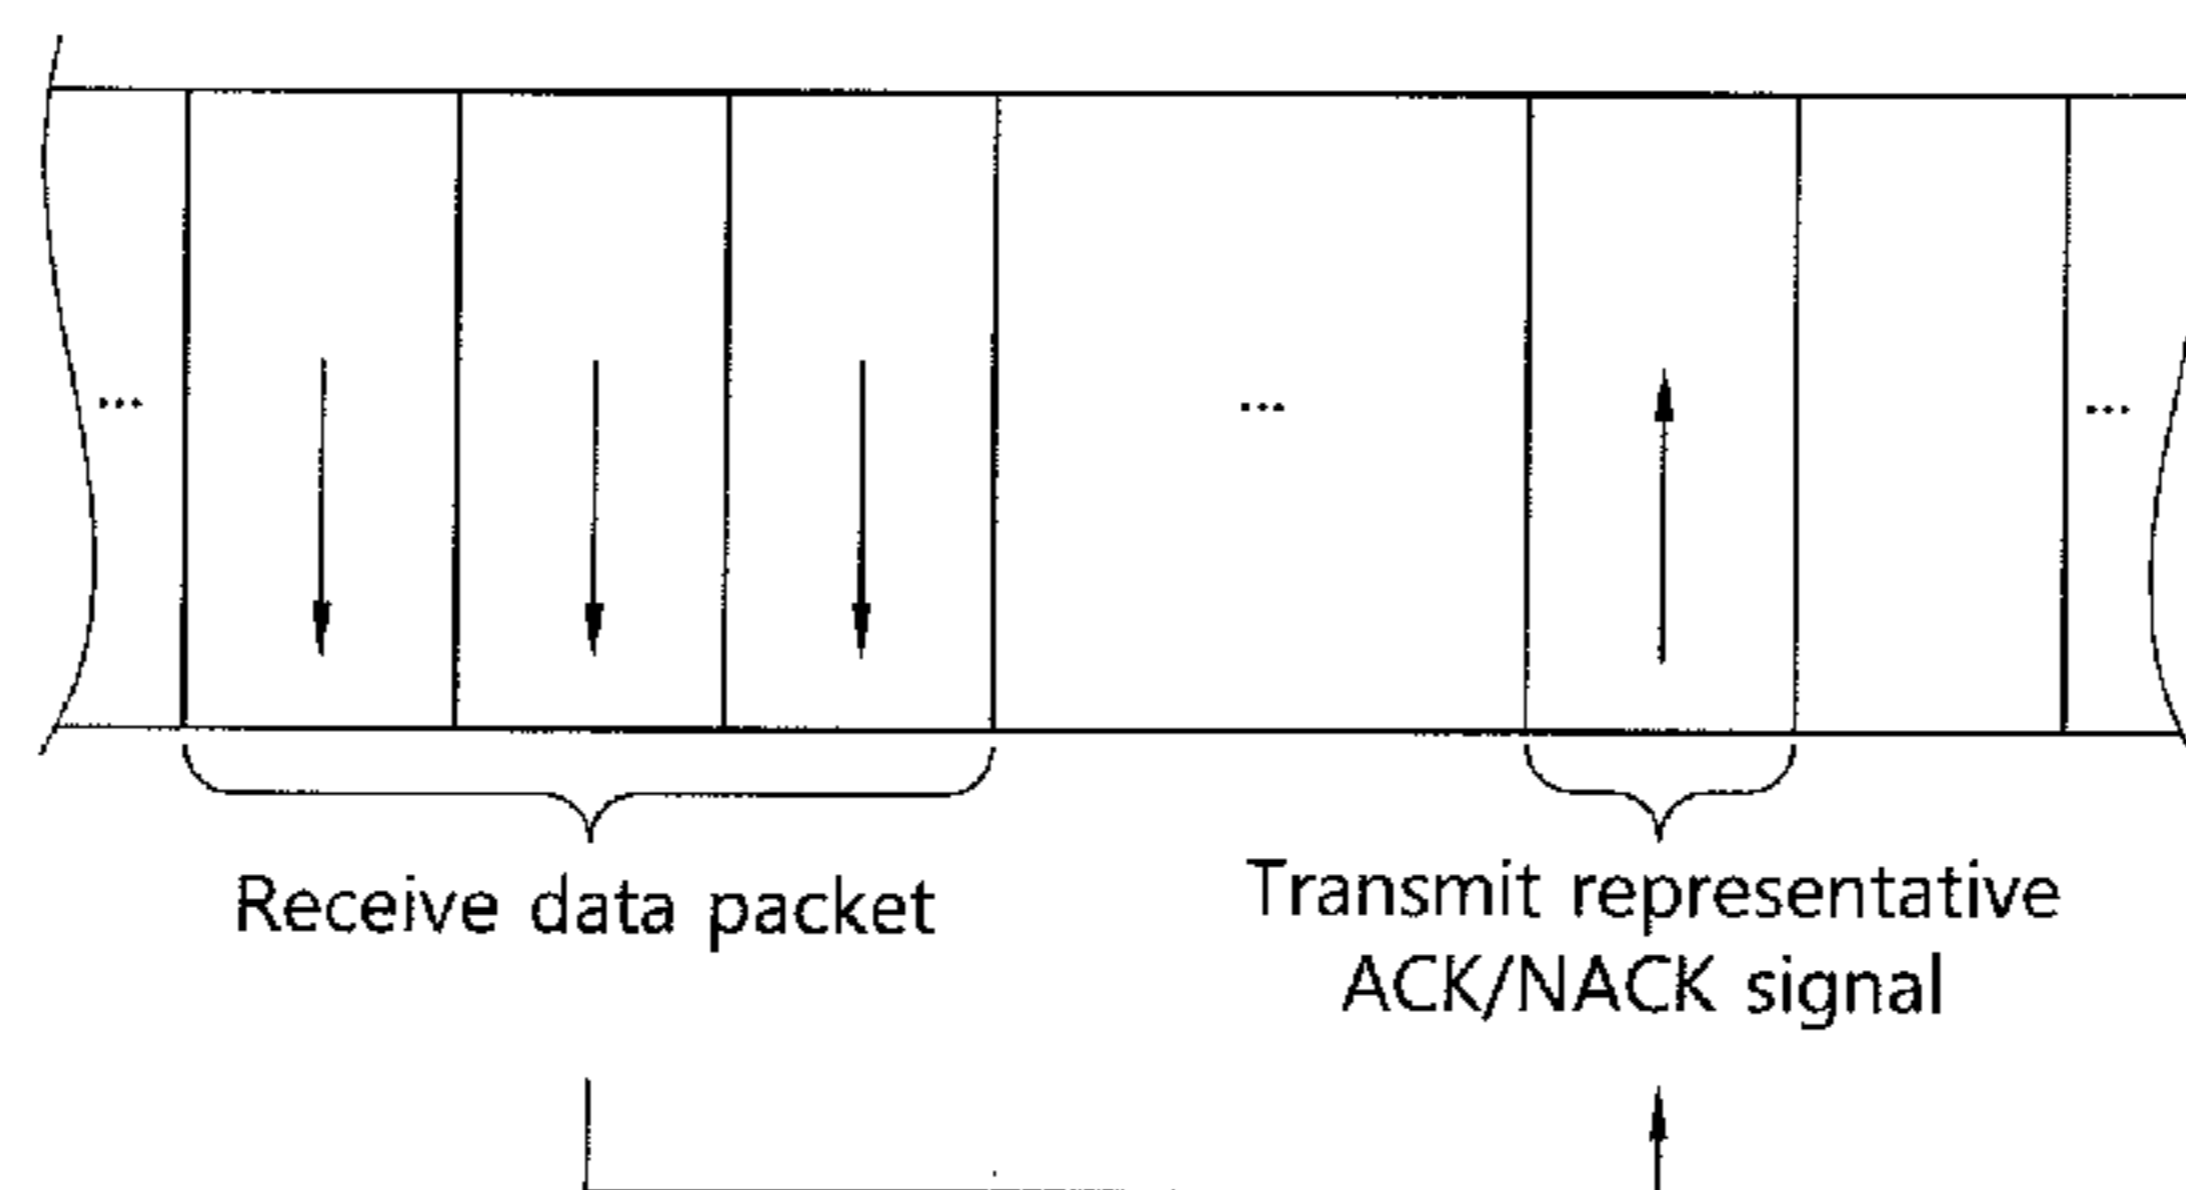 ... ... ...
Receive data packet
Transmit representative
ACK/NACK signal